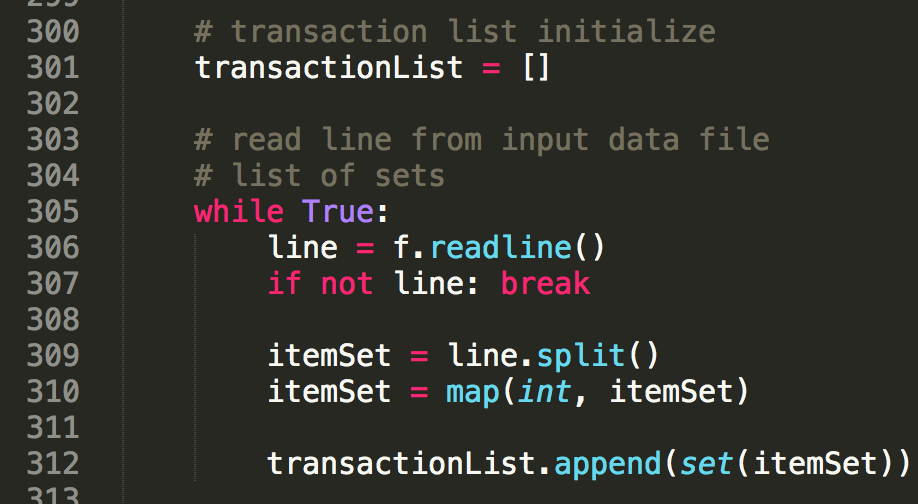 299
300 # transaction list initialize
301 transactionList = []
302
303 # read line from input data file
304 # list of sets
305 while True:
306 line = f.readline()
307 if not line: break
308
309 itemSet = line.split()
310 itemSet = map(int, itemSet)
311
312 transactionList.append(set(itemSet))
313